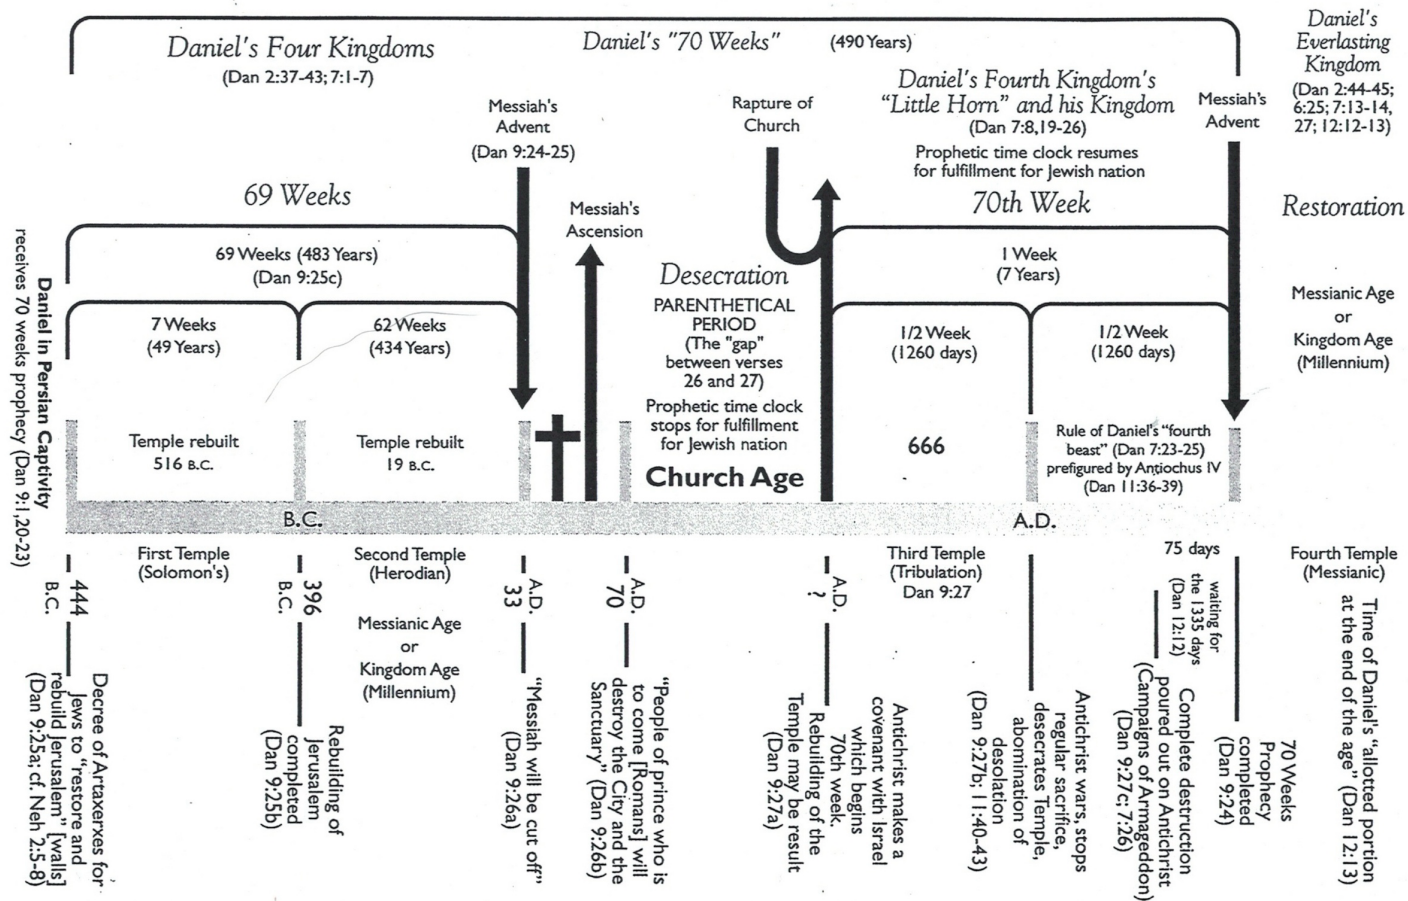 Daniel's Four Kingdoms
(Dan 2:37-43; 7:1-7)
Daniel's "70 Weeks"
(490 Years)
Daniel's
Everlasting
Kingdom
(Dan 2:44-45;
6:25; 7:13-14,
27; 12:12-13)
Messiah's
Advent
(Dan 9:24-25)
Rapture of
Church
Daniel's Fourth Kingdom's
"Little Horn" and his Kingdom
(Dan 7:8,19-26)
Prophetic time clock resumes
for fulfillment for Jewish nation
Messiah's
Advent
69 Weeks
Messiah's
Ascension
70th Week
Restoration
69 Weeks (483 Years)
(Dan 9:25c)
1 Week
(7 Years)
Desecration
PARENTHETICAL
PERIOD
(The "gap"
between verses
26 and 27)
Prophetic time clock
stops for fulfillment
for Jewish nation
Church Age
7 Weeks
(49 Years)
62 Weeks
(434 Years)
1/2 Week
(1260 days)
1/2 Week
(1260 days)
Messianic Age
or
Kingdom Age
(Millennium)
Daniel in Persian Captivity
receives 70 weeks prophecy (Dan 9:1,20-23)
Temple rebuilt
516 B.C.
Temple rebuilt
19 B.C.
666
Rule of Daniel's "fourth
beast" (Dan 7:23-25)
prefigured by Antiochus IV
(Dan 11:36-39)
B.C.
A.D.
First Temple
(Solomon's)
Second Temple
(Herodian)
Messianic Age
or
Kingdom Age
(Millennium)
Third Temple
(Tribulation)
Dan 9:27
75 days
waiting for
the 1335 days
(Dan 12:12)
Fourth Temple
(Messianic)
444
B.C.
396
B.C.
A.D.
33
A.D.
70
A.D.
?
Decree of Artaxerxes for
Jews to "restore and
rebuild Jerusalem" [walls]
(Dan 9:25a; cf. Neh 2:5-8)
Rebuilding of
Jerusalem
completed
(Dan 9:25b)
"Messiah will be cut off"
(Dan 9:26a)
"People of prince who is
to come [Romans] will
destroy the City and the
Sanctuary" (Dan 9:26b)
Antichrist makes a
covenant with Israel
which begins
70th week.
Rebuilding of the
Temple may be result
(Dan 9:27a)
Antichrist wars, stops
regular sacrifice,
desecrates Temple,
abomination of
desolation
(Dan 9:27b; 11:40-43)
Complete destruction
poured out on Antichrist
(Campaigns of Armageddon)
(Dan 9:27c; 7:26)
70 Weeks
Prophecy
completed
(Dan 9:24)
Time of Daniel's "allotted portion
at the end of the age" (Dan 12:13)